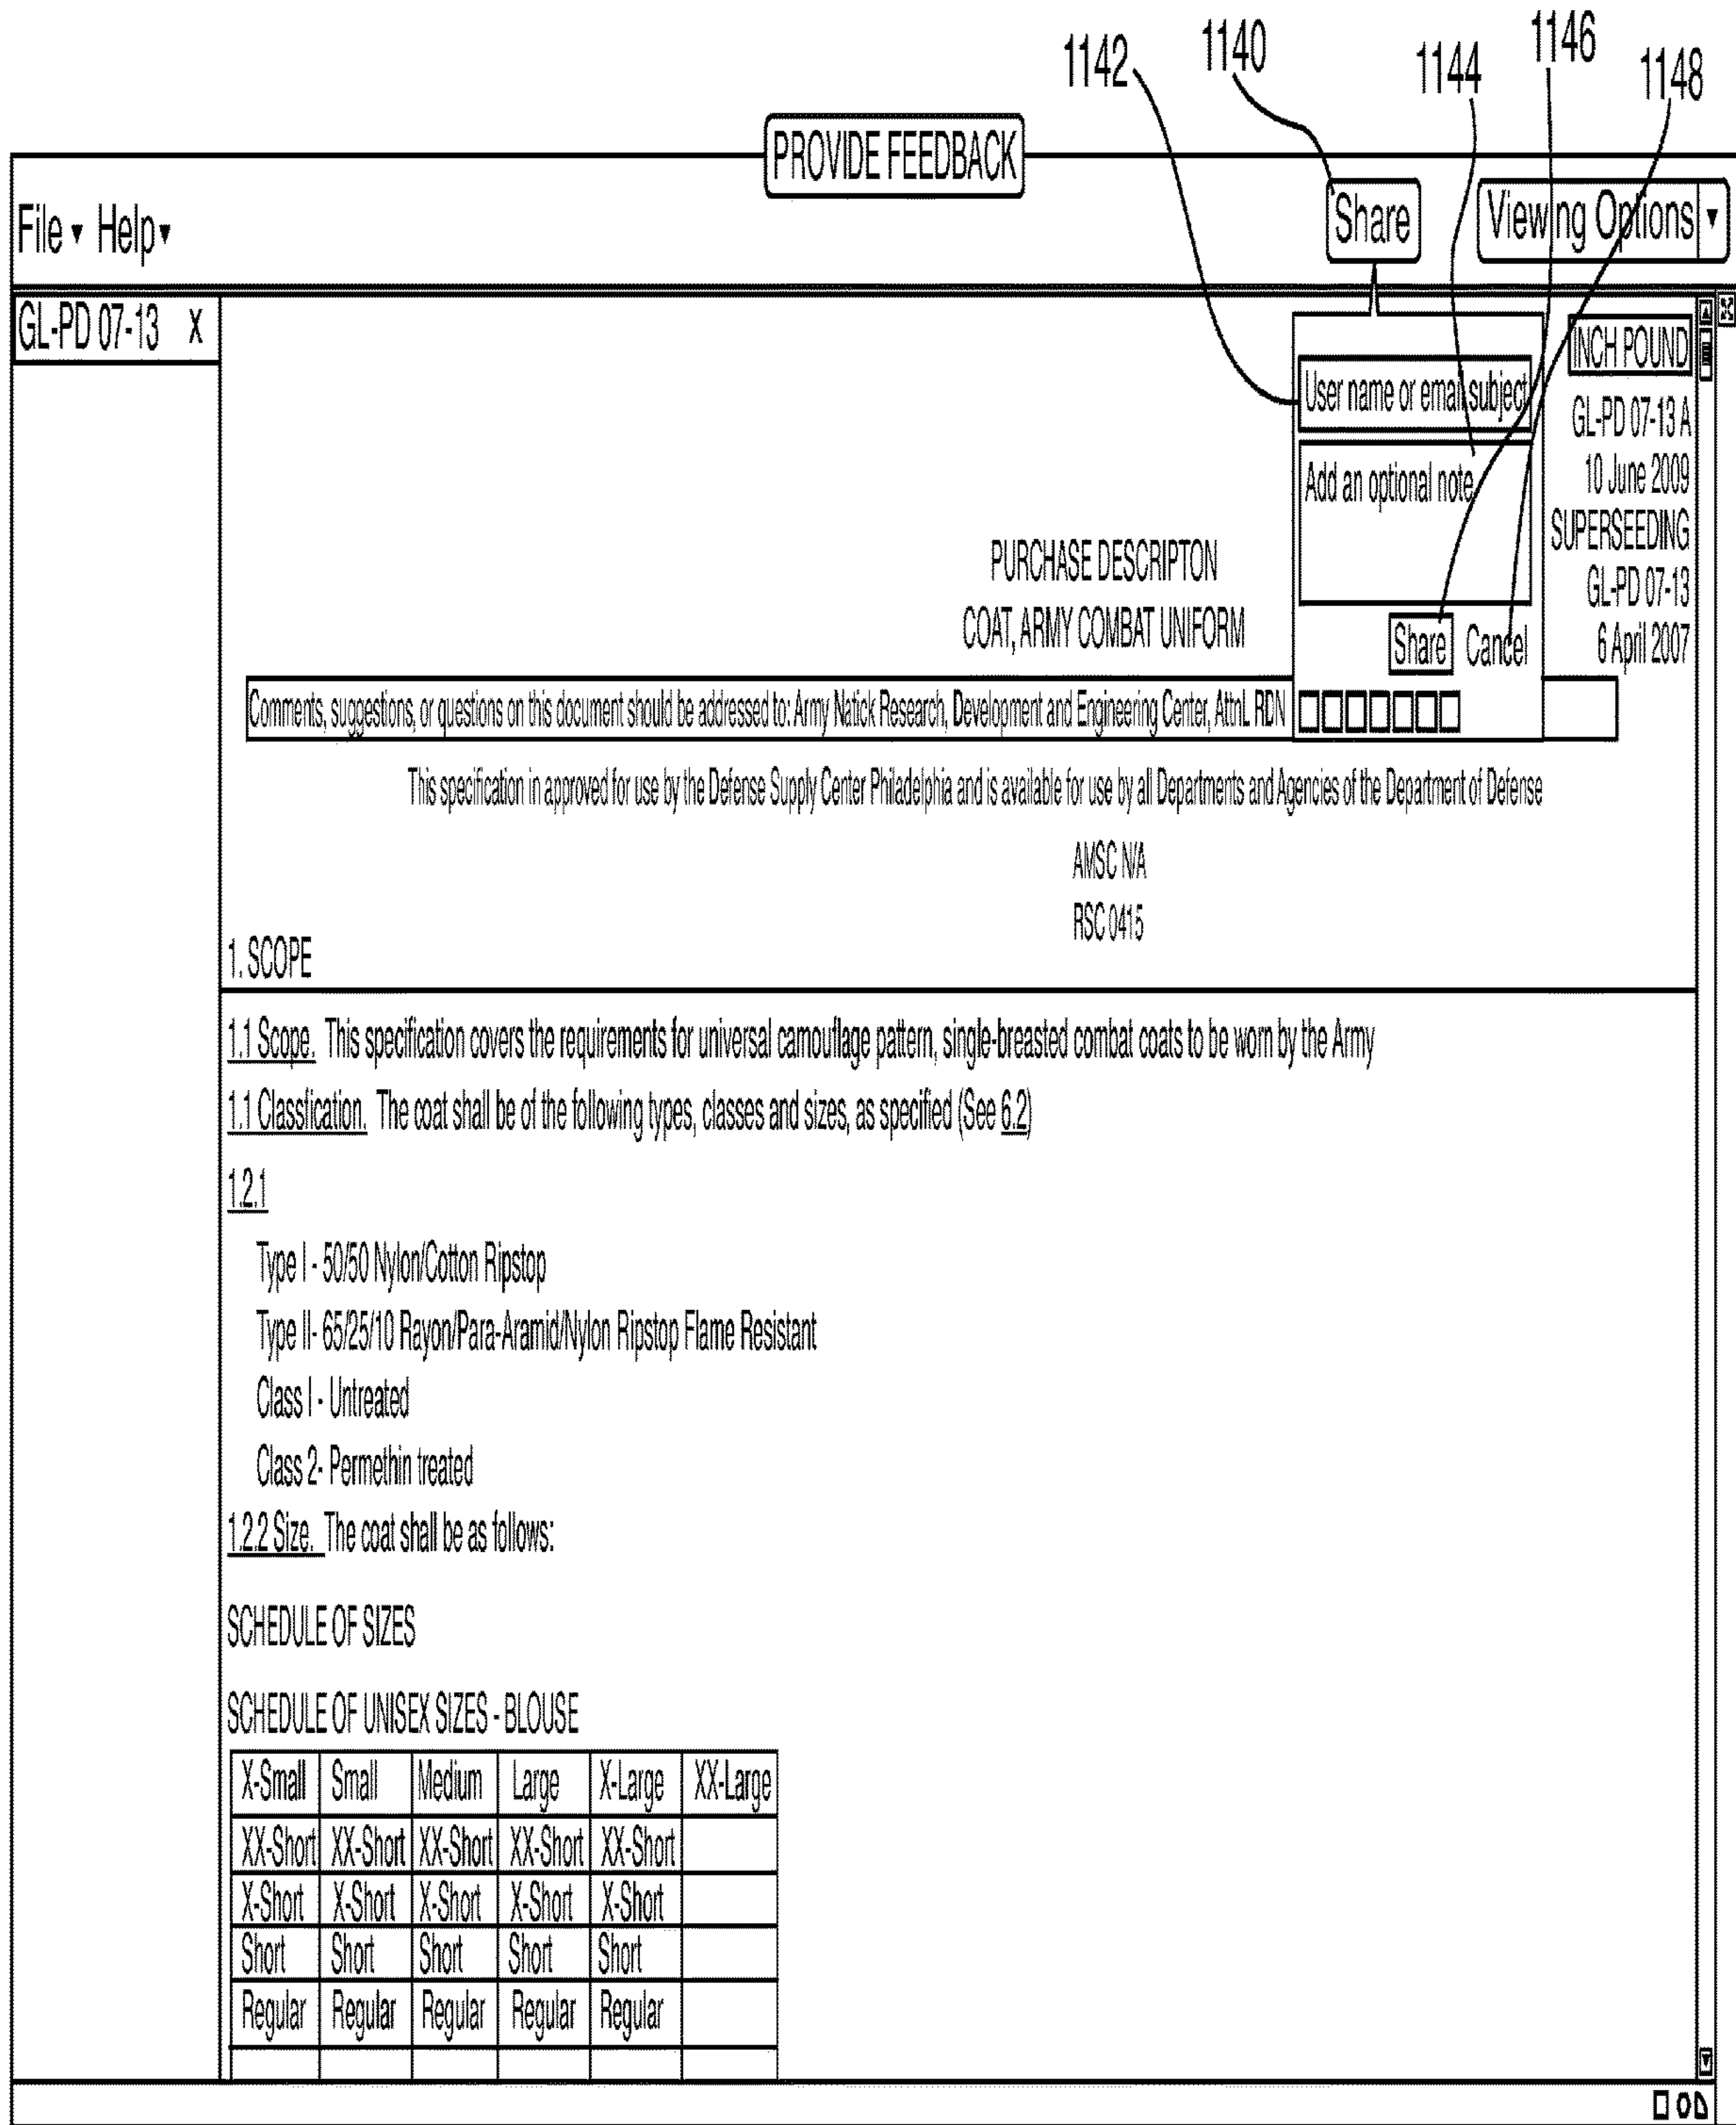 1142 1140 1144 1146 1148
PROVIDE FEEDBACK
File ▾ Help ▾
Share
Viewing Options ▾
GL-PD 07-13 X
User name or email subject
Add an optional note
Share Cancel
INCH POUND
GL-PD 07-13 A
10 June 2009
SUPERSEEDING
GL-PD 07-13
6 April 2007
PURCHASE DESCRIPTON
COAT, ARMY COMBAT UNIFORM
Comments, suggestions, or questions on this document should be addressed to: Army Natick Research, Development and Engineering Center, AttnL RDN
This specification in approved for use by the Defense Supply Center Philadelphia and is available for use by all Departments and Agencies of the Department of Defense
AMSC N/A
RSC 0415
1. SCOPE
1.1 Scope. This specification covers the requirements for universal camouflage pattern, single-breasted combat coats to be worn by the Army
1.1 Classfication. The coat shall be of the following types, classes and sizes, as specified (See 6.2)
1.2.1
Type I - 50/50 Nylon/Cotton Ripstop
Type II- 65/25/10 Rayon/Para-Aramid/Nylon Ripstop Flame Resistant
Class I - Untreated
Class 2- Permethin treated
1.2.2 Size. The coat shall be as follows:
SCHEDULE OF SIZES
SCHEDULE OF UNISEX SIZES - BLOUSE
X-Small Small Medium Large X-Large XX-Large
XX-Short XX-Short XX-Short XX-Short XX-Short
X-Short X-Short X-Short X-Short X-Short
Short Short Short Short Short
Regular Regular Regular Regular Regular